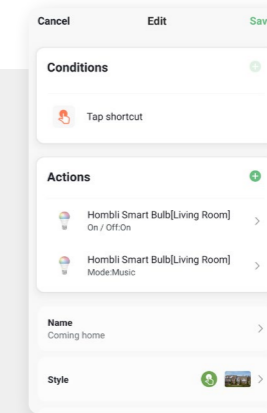 Cancel Edit Sav
Conditions
Tap shortcut
Actions
Hombli Smart Bulb[Living Room]
On / Off:On
Hombli Smart Bulb[Living Room]
Mode:Music
Name
Coming home
Style